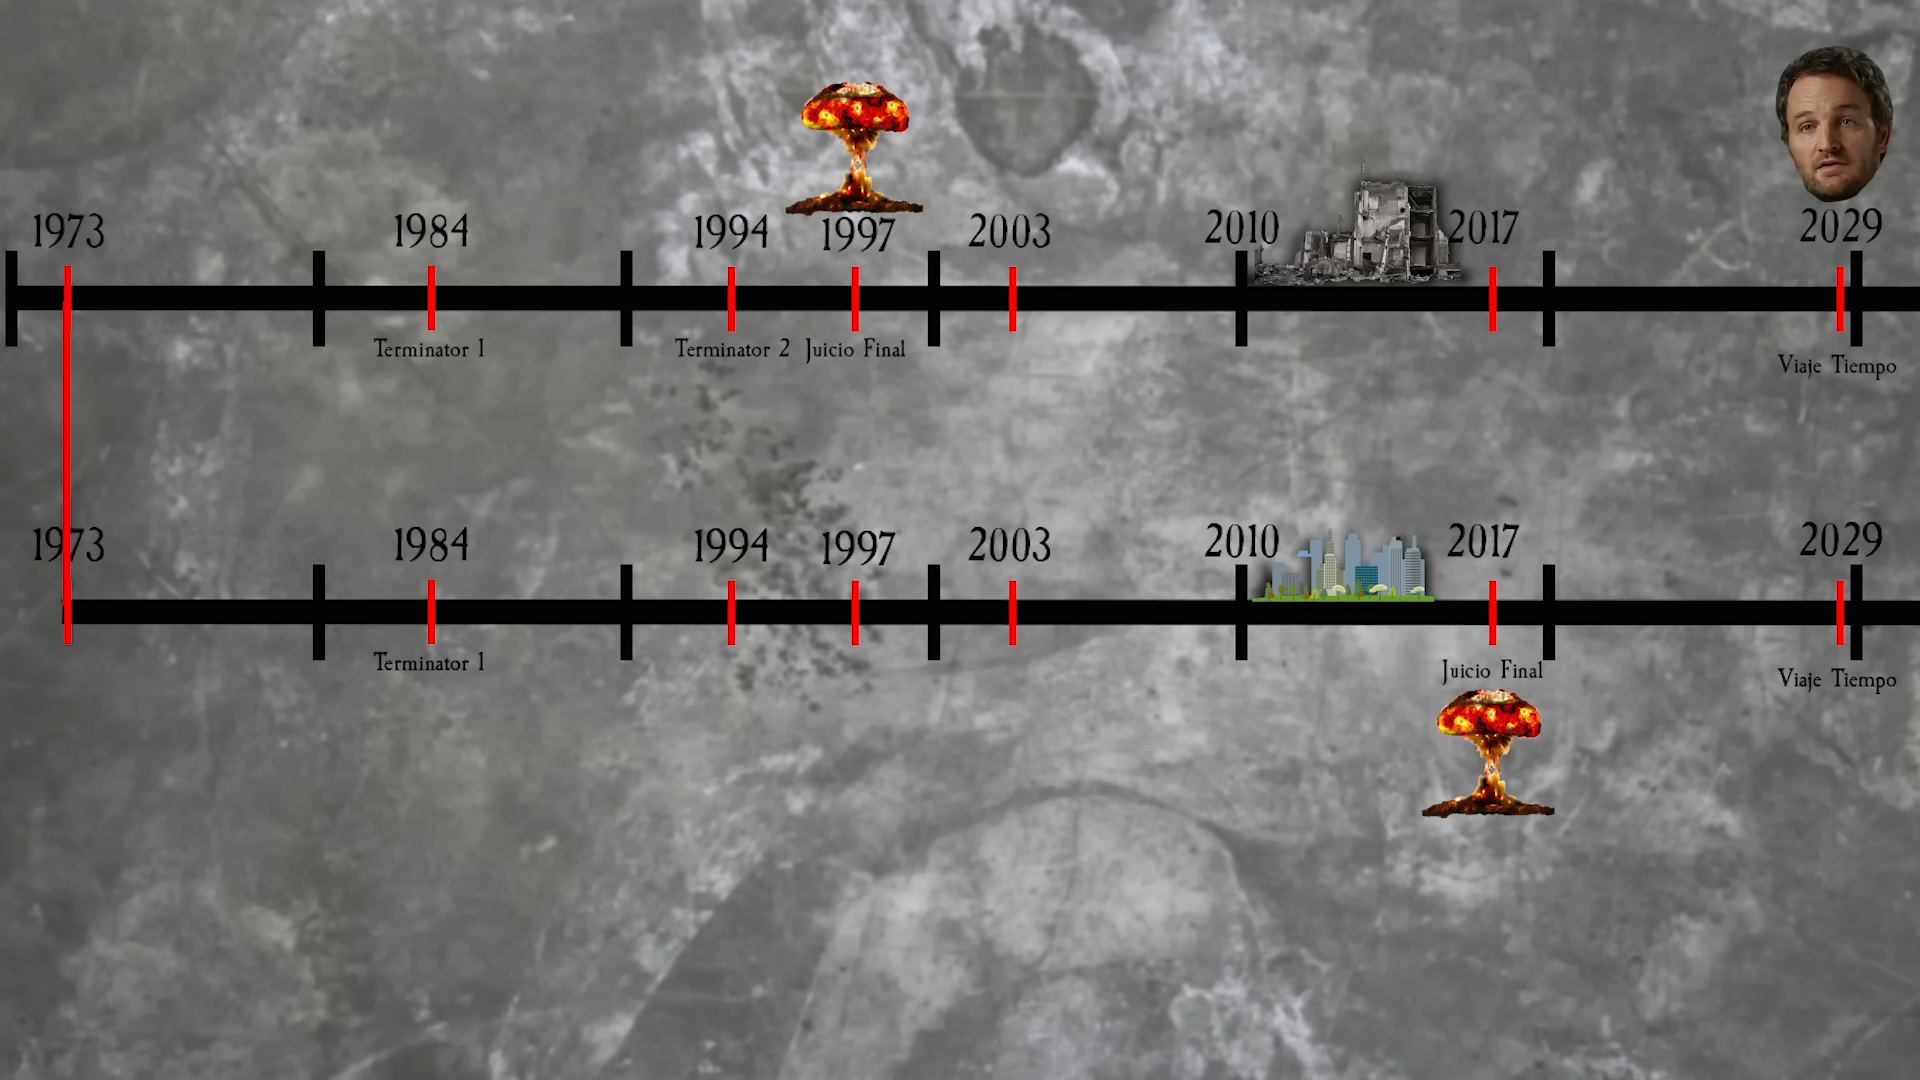 1973 1984 1994 1997 2003 2010 2017 2029
Terminator 1 Terminator 2 Juicio Final Viaje Tiempo
1973 1984 1994 1997 2003 2010 2017 2029
Terminator 1 Juicio Final Viaje Tiempo